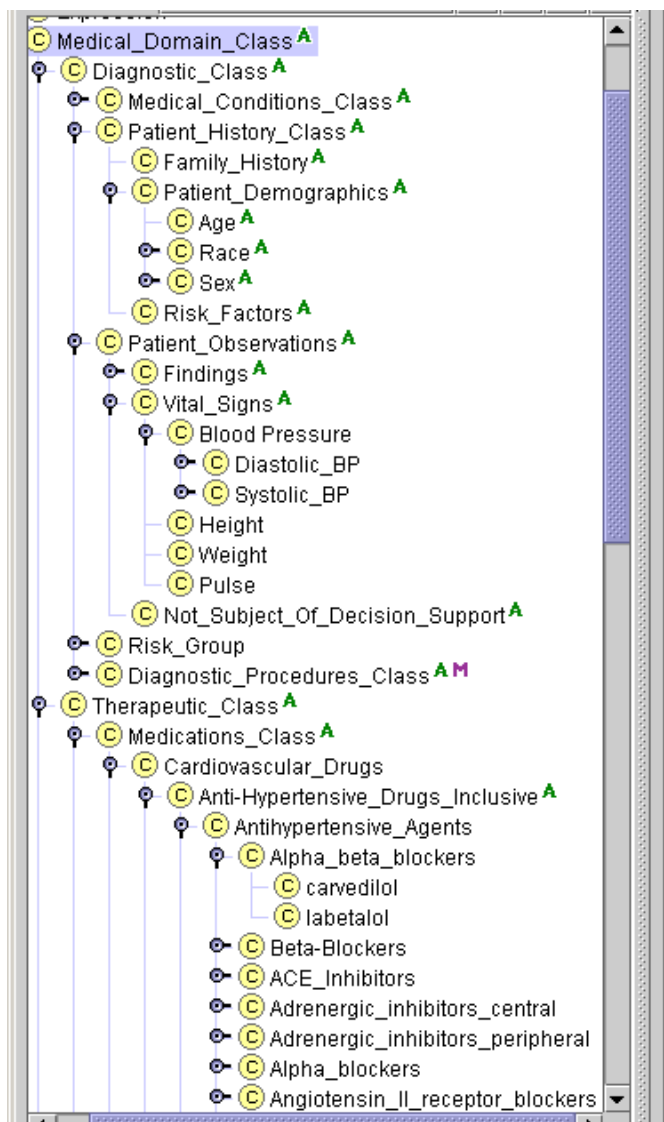 C Medical_Domain_Class A
C Diagnostic_Class A
C Medical_Conditions_Class A
C Patient_History_Class A
C Family_History A
C Patient_Demographics A
C Age A
C Race A
C Sex A
C Risk_Factors A
C Patient_Observations A
C Findings A
C Vital_Signs A
C Blood Pressure
C Diastolic_BP
C Systolic_BP
C Height
C Weight
C Pulse
C Not_Subject_Of_Decision_Support A
C Risk_Group
C Diagnostic_Procedures_Class A M
C Therapeutic_Class A
C Medications_Class A
C Cardiovascular_Drugs
C Anti-Hypertensive_Drugs_Inclusive A
C Antihypertensive_Agents
C Alpha_beta_blockers
C carvedilol
C labetalol
C Beta-Blockers
C ACE_Inhibitors
C Adrenergic_inhibitors_central
C Adrenergic_inhibitors_peripheral
C Alpha_blockers
C Angiotensin_II_receptor_blockers